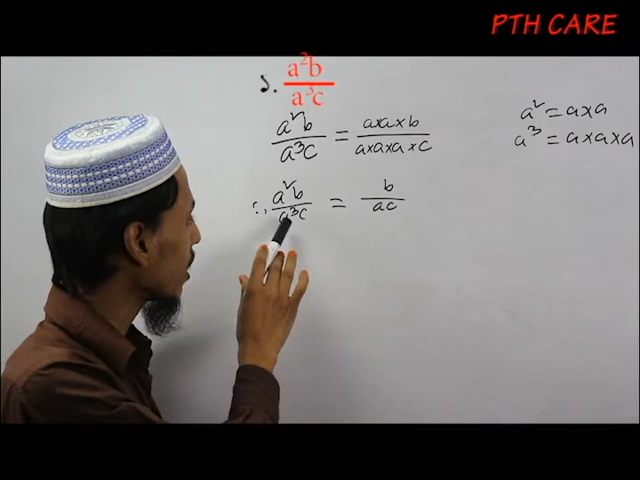 PTH CARE
১. a²b / a³c
a²b / a³c = a×a×b / a×a×a×c
a² = a×a
a³ = a×a×a
∴ a²b / a³c = b / ac